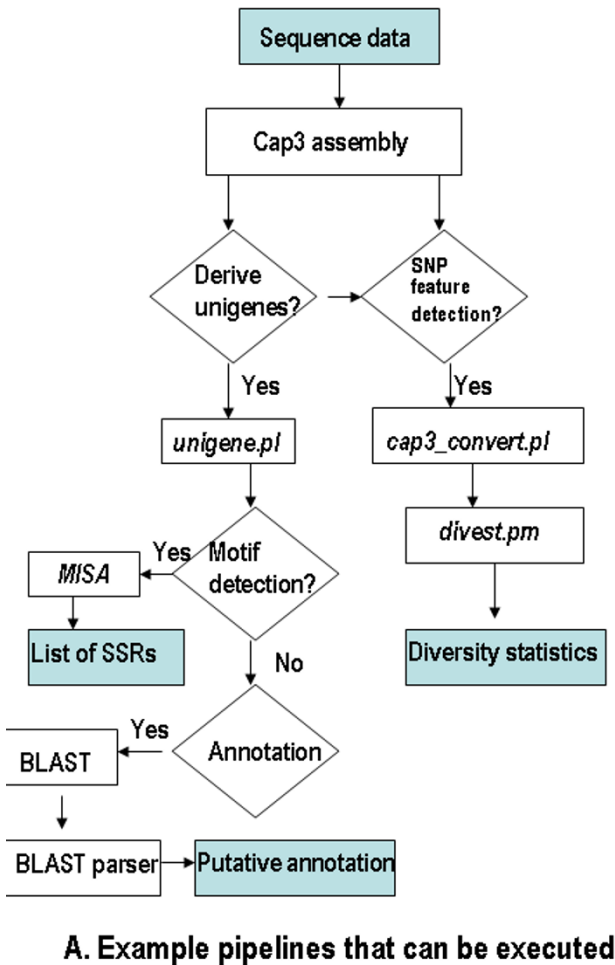 Sequence data
Cap3 assembly
Derive
unigenes?
SNP
feature
detection?
Yes
Yes
unigene.pl
cap3_convert.pl
Yes
Motif
detection?
MISA
divest.pm
List of SSRs
Diversity statistics
No
Yes
Annotation
BLAST
BLAST parser
Putative annotation
A. Example pipelines that can be executed